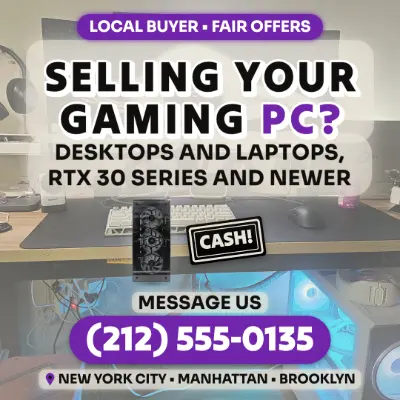 LOCAL BUYER • FAIR OFFERS
SELLING YOUR
GAMING PC?
DESKTOPS AND LAPTOPS,
RTX 30 SERIES AND NEWER
CASH!
MESSAGE US
(212) 555-0135
NEW YORK CITY • MANHATTAN • BROOKLYN